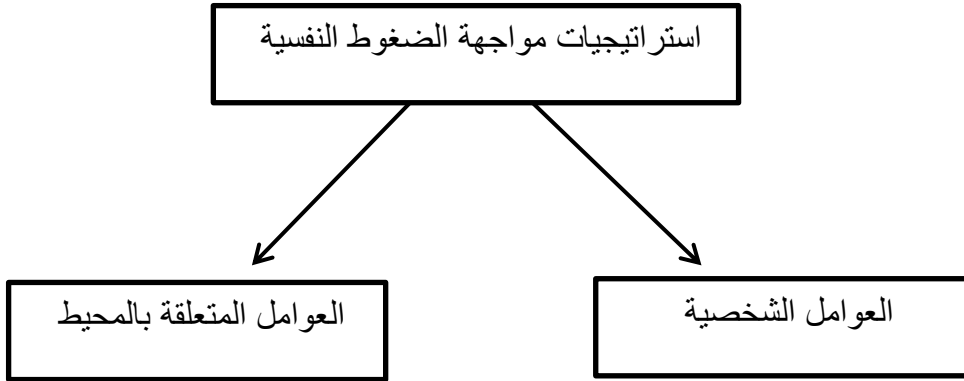 استراتيجيات مواجهة الضغوط النفسية
العوامل الشخصية
العوامل المتعلقة بالمحيط